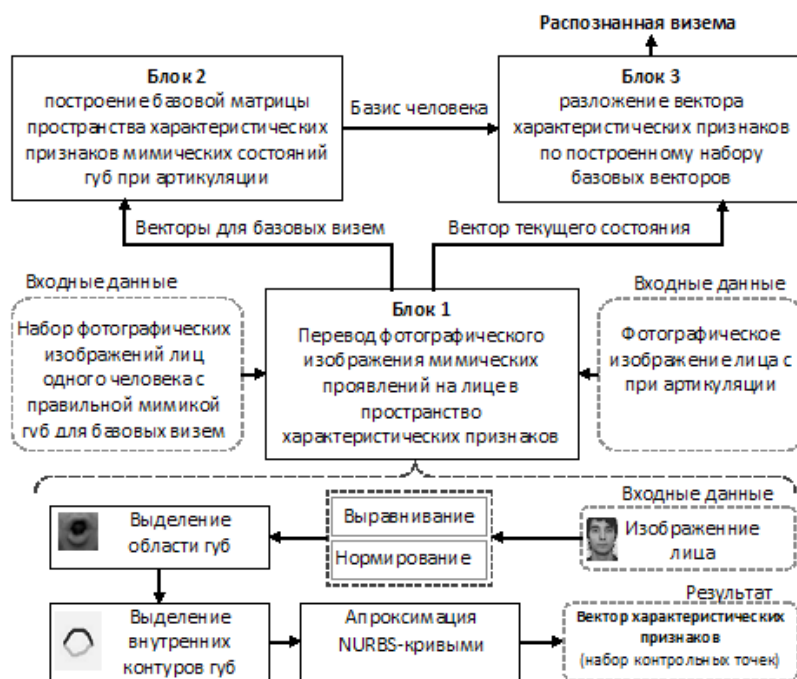 Распознанная визема
Блок 2
построение базовой матрицы
пространства характеристических
признаков мимических состояний
губ при артикуляции
Базис человека
Блок 3
разложение вектора
характеристических признаков
по построенному набору
базовых векторов
Векторы для базовых визем
Вектор текущего состояния
Входные данные
Набор фотографических
изображений лиц
одного человека с
правильной мимикой
губ для базовых визем
Блок 1
Перевод фотографического
изображения мимических
проявлений на лице в
пространство
характеристических признаков
Входные данные
Фотографическое
изображение лица с
при артикуляции
Входные данные
Изображенние
лица
Выравнивание
Нормирование
Выделение
области губ
Выделение
внутренних
контуров губ
Апроксимация
NURBS-кривыми
Результат
Вектор характеристических
признаков
(набор контрольных точек)